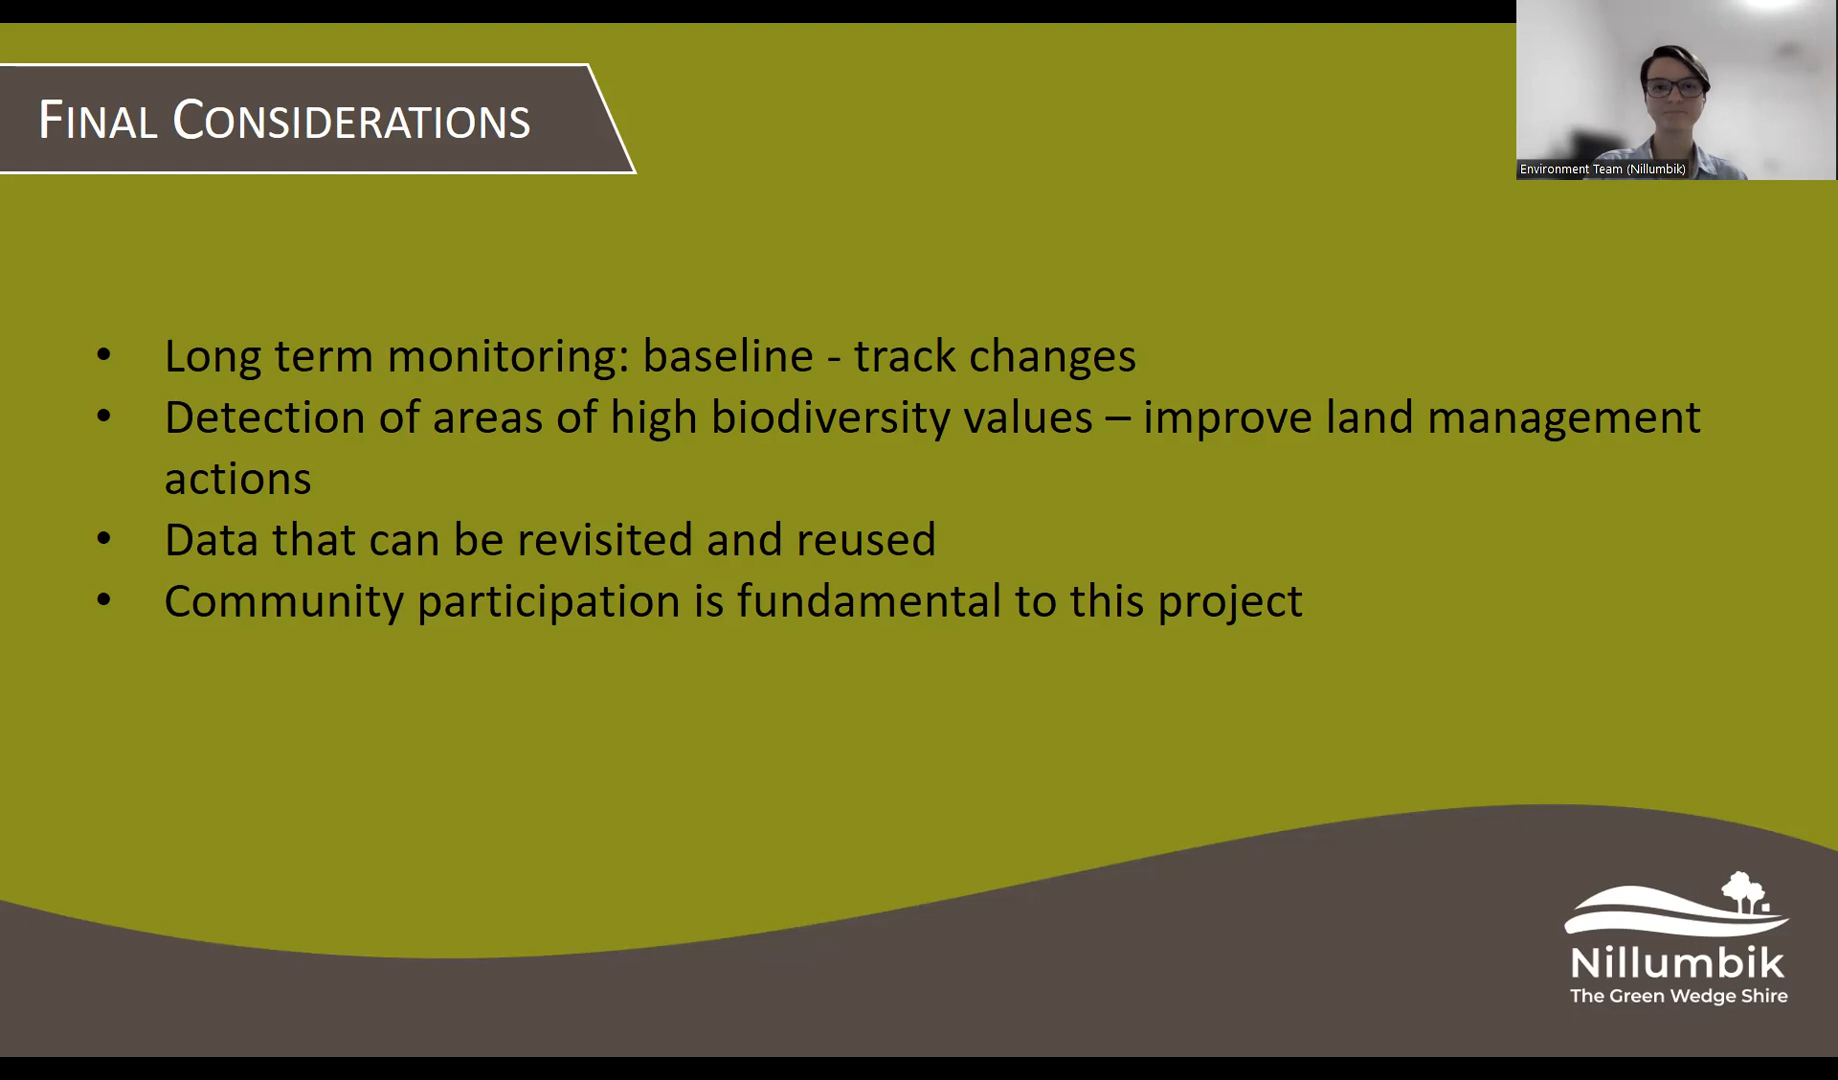 Final Considerations
Environment Team (Nillumbik)
• Long term monitoring: baseline - track changes
• Detection of areas of high biodiversity values – improve land management
actions
• Data that can be revisited and reused
• Community participation is fundamental to this project
Nillumbik
The Green Wedge Shire